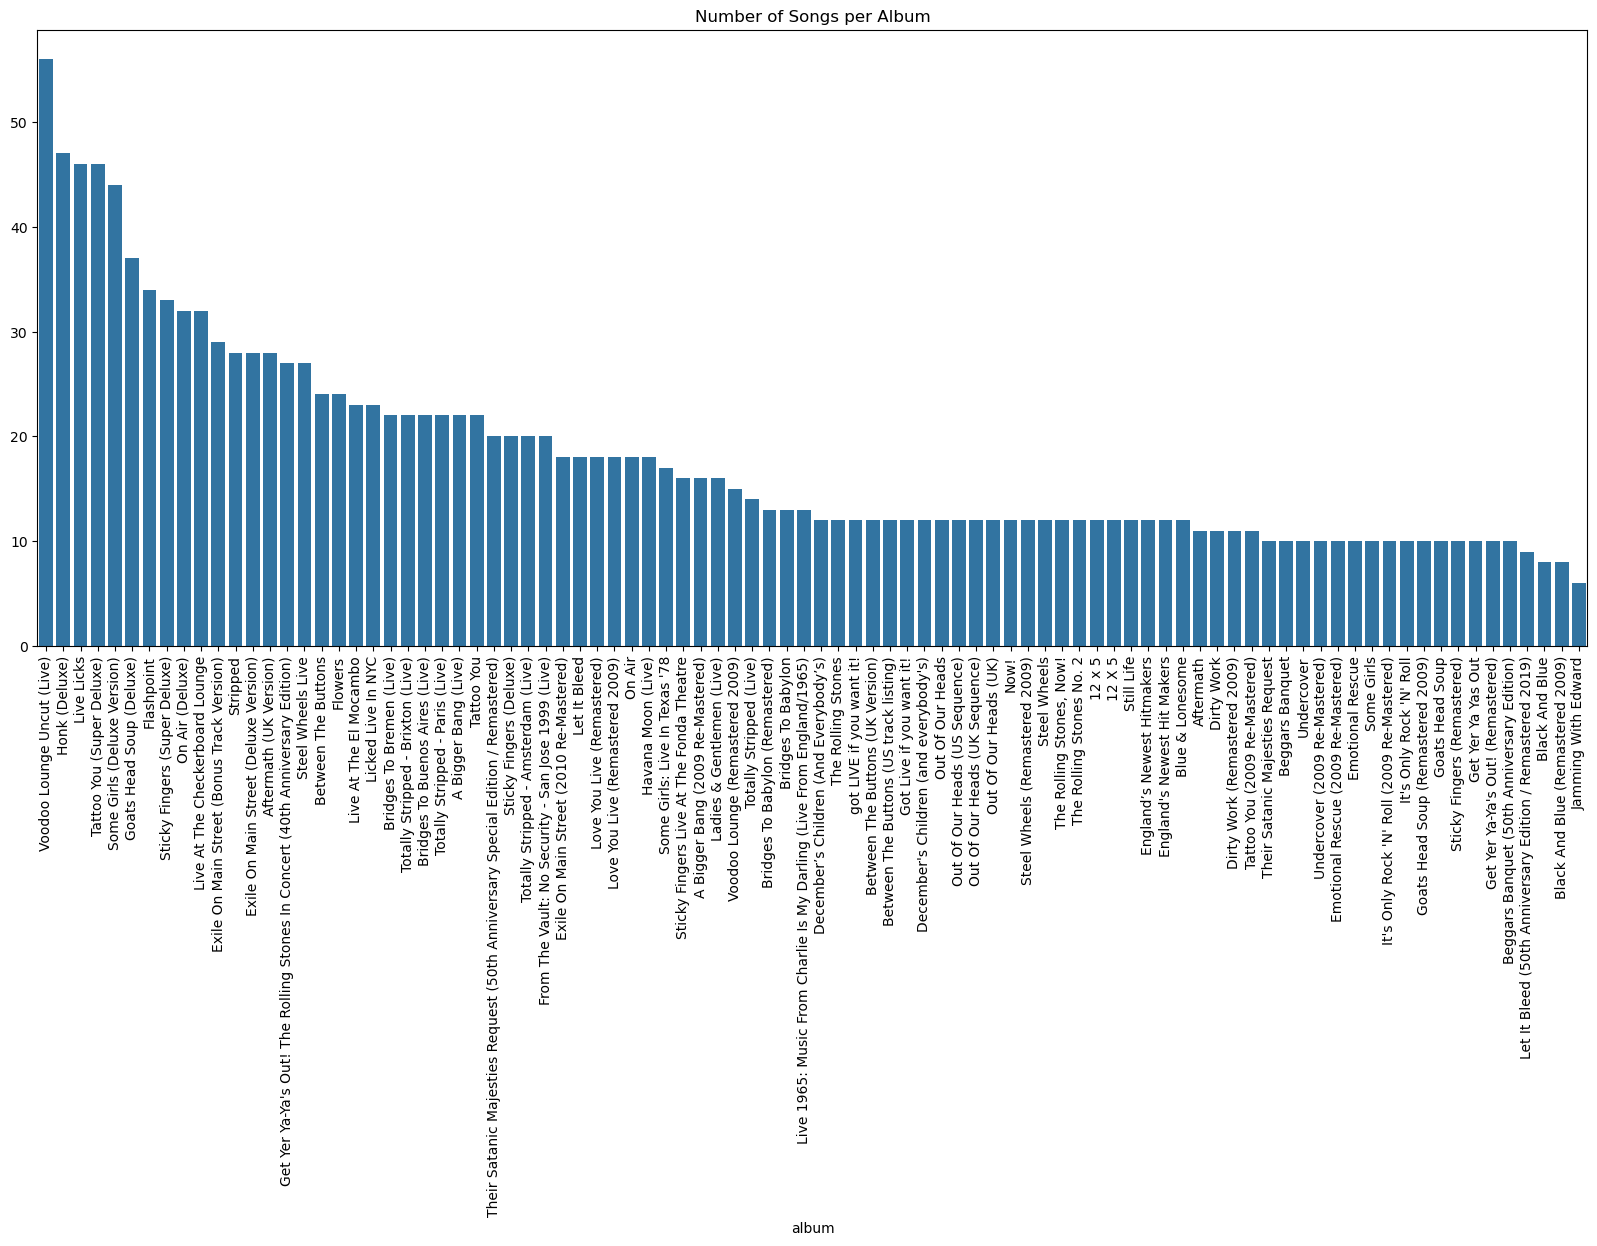 Number of Songs per Album
50
40
30
20
10
0
Voodoo Lounge Uncut (Live)
Honk (Deluxe)
Live Licks
Tattoo You (Super Deluxe)
Some Girls (Deluxe Version)
Goats Head Soup (Deluxe)
Flashpoint
Sticky Fingers (Super Deluxe)
On Air (Deluxe)
Live At The Checkerboard Lounge
Exile On Main Street (Bonus Track Version)
Stripped
Exile On Main Street (Deluxe Version)
Aftermath (UK Version)
Get Yer Ya-Ya's Out! The Rolling Stones In Concert (40th Anniversary Edition)
Steel Wheels Live
Between The Buttons
Flowers
Live At The El Mocambo
Licked Live In NYC
Bridges To Bremen (Live)
Totally Stripped - Brixton (Live)
Bridges To Buenos Aires (Live)
Totally Stripped - Paris (Live)
A Bigger Bang (Live)
Tattoo You
Their Satanic Majesties Request (50th Anniversary Special Edition / Remastered)
Sticky Fingers (Deluxe)
Totally Stripped - Amsterdam (Live)
From The Vault: No Security - San Jose 1999 (Live)
Exile On Main Street (2010 Re-Mastered)
Let It Bleed
Love You Live (Remastered)
Love You Live (Remastered 2009)
On Air
Havana Moon (Live)
Some Girls: Live In Texas '78
Sticky Fingers Live At The Fonda Theatre
A Bigger Bang (2009 Re-Mastered)
Ladies & Gentlemen (Live)
Voodoo Lounge (Remastered 2009)
Totally Stripped (Live)
Bridges To Babylon (Remastered)
Bridges To Babylon
Live 1965: Music From Charlie Is My Darling (Live From England/1965)
December's Children (And Everybody's)
The Rolling Stones
got LIVE if you want it!
Between The Buttons (UK Version)
Between The Buttons (US track listing)
Got Live if you want it!
December's Children (and everybody's)
Out Of Our Heads
Out Of Our Heads (US Sequence)
Out Of Our Heads (UK Sequence)
Out Of Our Heads (UK)
Now!
Steel Wheels (Remastered 2009)
Steel Wheels
The Rolling Stones, Now!
The Rolling Stones No. 2
12 x 5
12 X 5
Still Life
England’s Newest Hitmakers
England's Newest Hit Makers
Blue & Lonesome
Aftermath
Dirty Work
Dirty Work (Remastered 2009)
Tattoo You (2009 Re-Mastered)
Their Satanic Majesties Request
Beggars Banquet
Undercover
Undercover (2009 Re-Mastered)
Emotional Rescue (2009 Re-Mastered)
Emotional Rescue
Some Girls
It's Only Rock 'N' Roll (2009 Re-Mastered)
It's Only Rock 'N' Roll
Goats Head Soup (Remastered 2009)
Goats Head Soup
Sticky Fingers (Remastered)
Get Yer Ya Yas Out
Get Yer Ya-Ya's Out! (Remastered)
Beggars Banquet (50th Anniversary Edition)
Let It Bleed (50th Anniversary Edition / Remastered 2019)
Black And Blue
Black And Blue (Remastered 2009)
Jamming With Edward
album